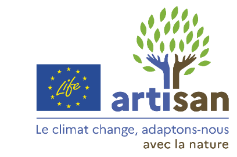 Life
artisan
Le climat change, adaptons-nous
avec la nature